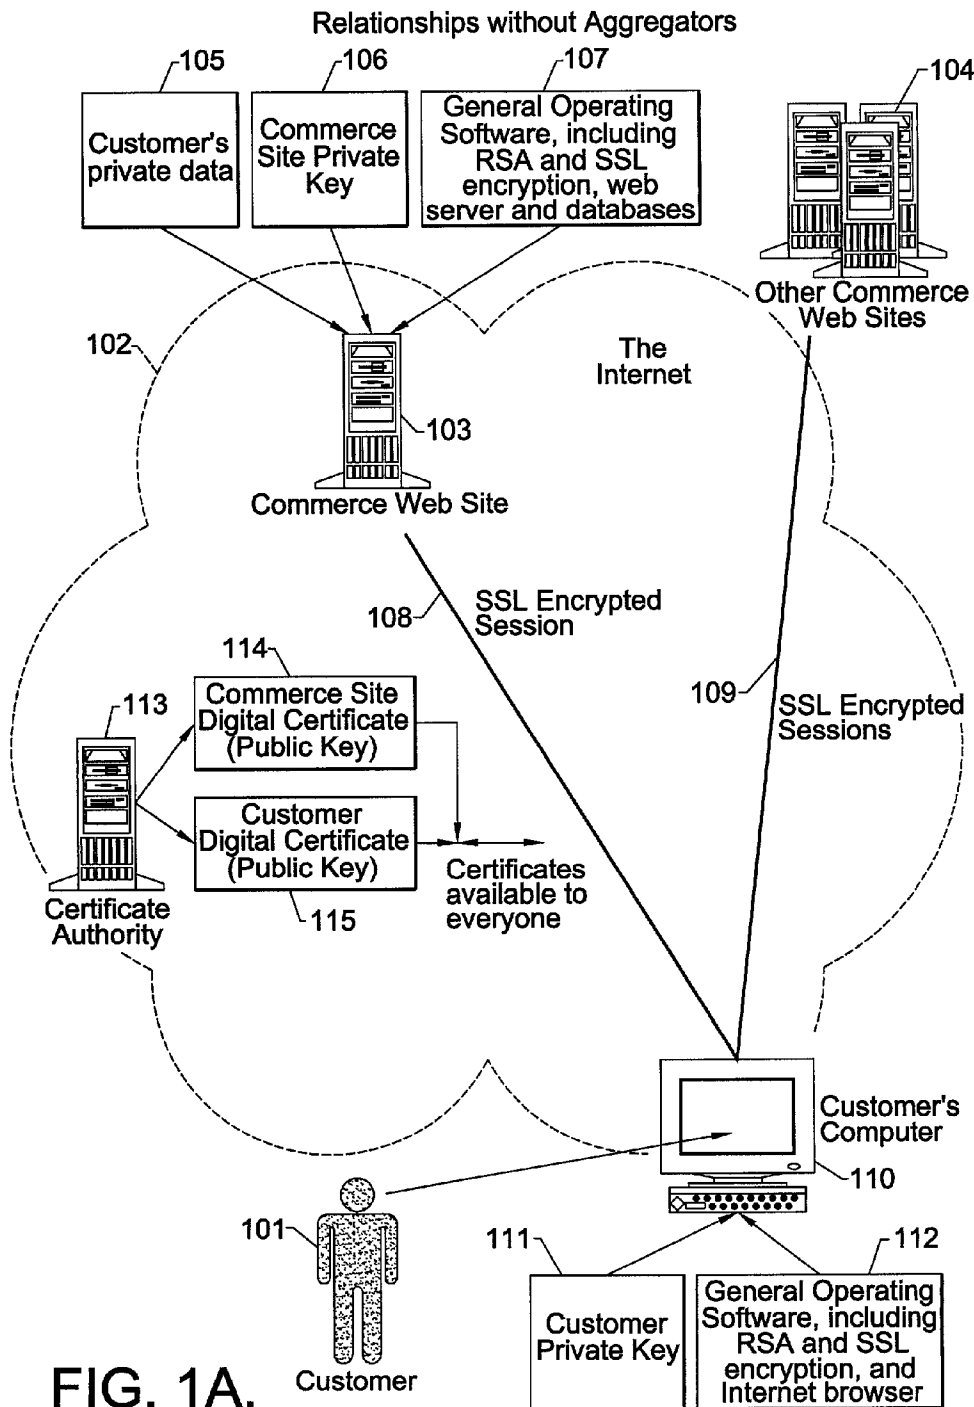 Relationships without Aggregators
105
106
107
104
Customer's
private data
Commerce
Site Private
Key
General Operating
Software, including
RSA and SSL
encryption, web
server and databases
Other Commerce
Web Sites
102
The
Internet
103
Commerce Web Site
108
SSL Encrypted
Session
109
SSL Encrypted
Sessions
114
113
Commerce Site
Digital Certificate
(Public Key)
Customer
Digital Certificate
(Public Key)
Certificates
available to
everyone
115
Certificate
Authority
Customer's
Computer
110
101
111
112
Customer
Private Key
General Operating
Software, including
RSA and SSL
encryption, and
Internet browser
Customer
FIG. 1A.